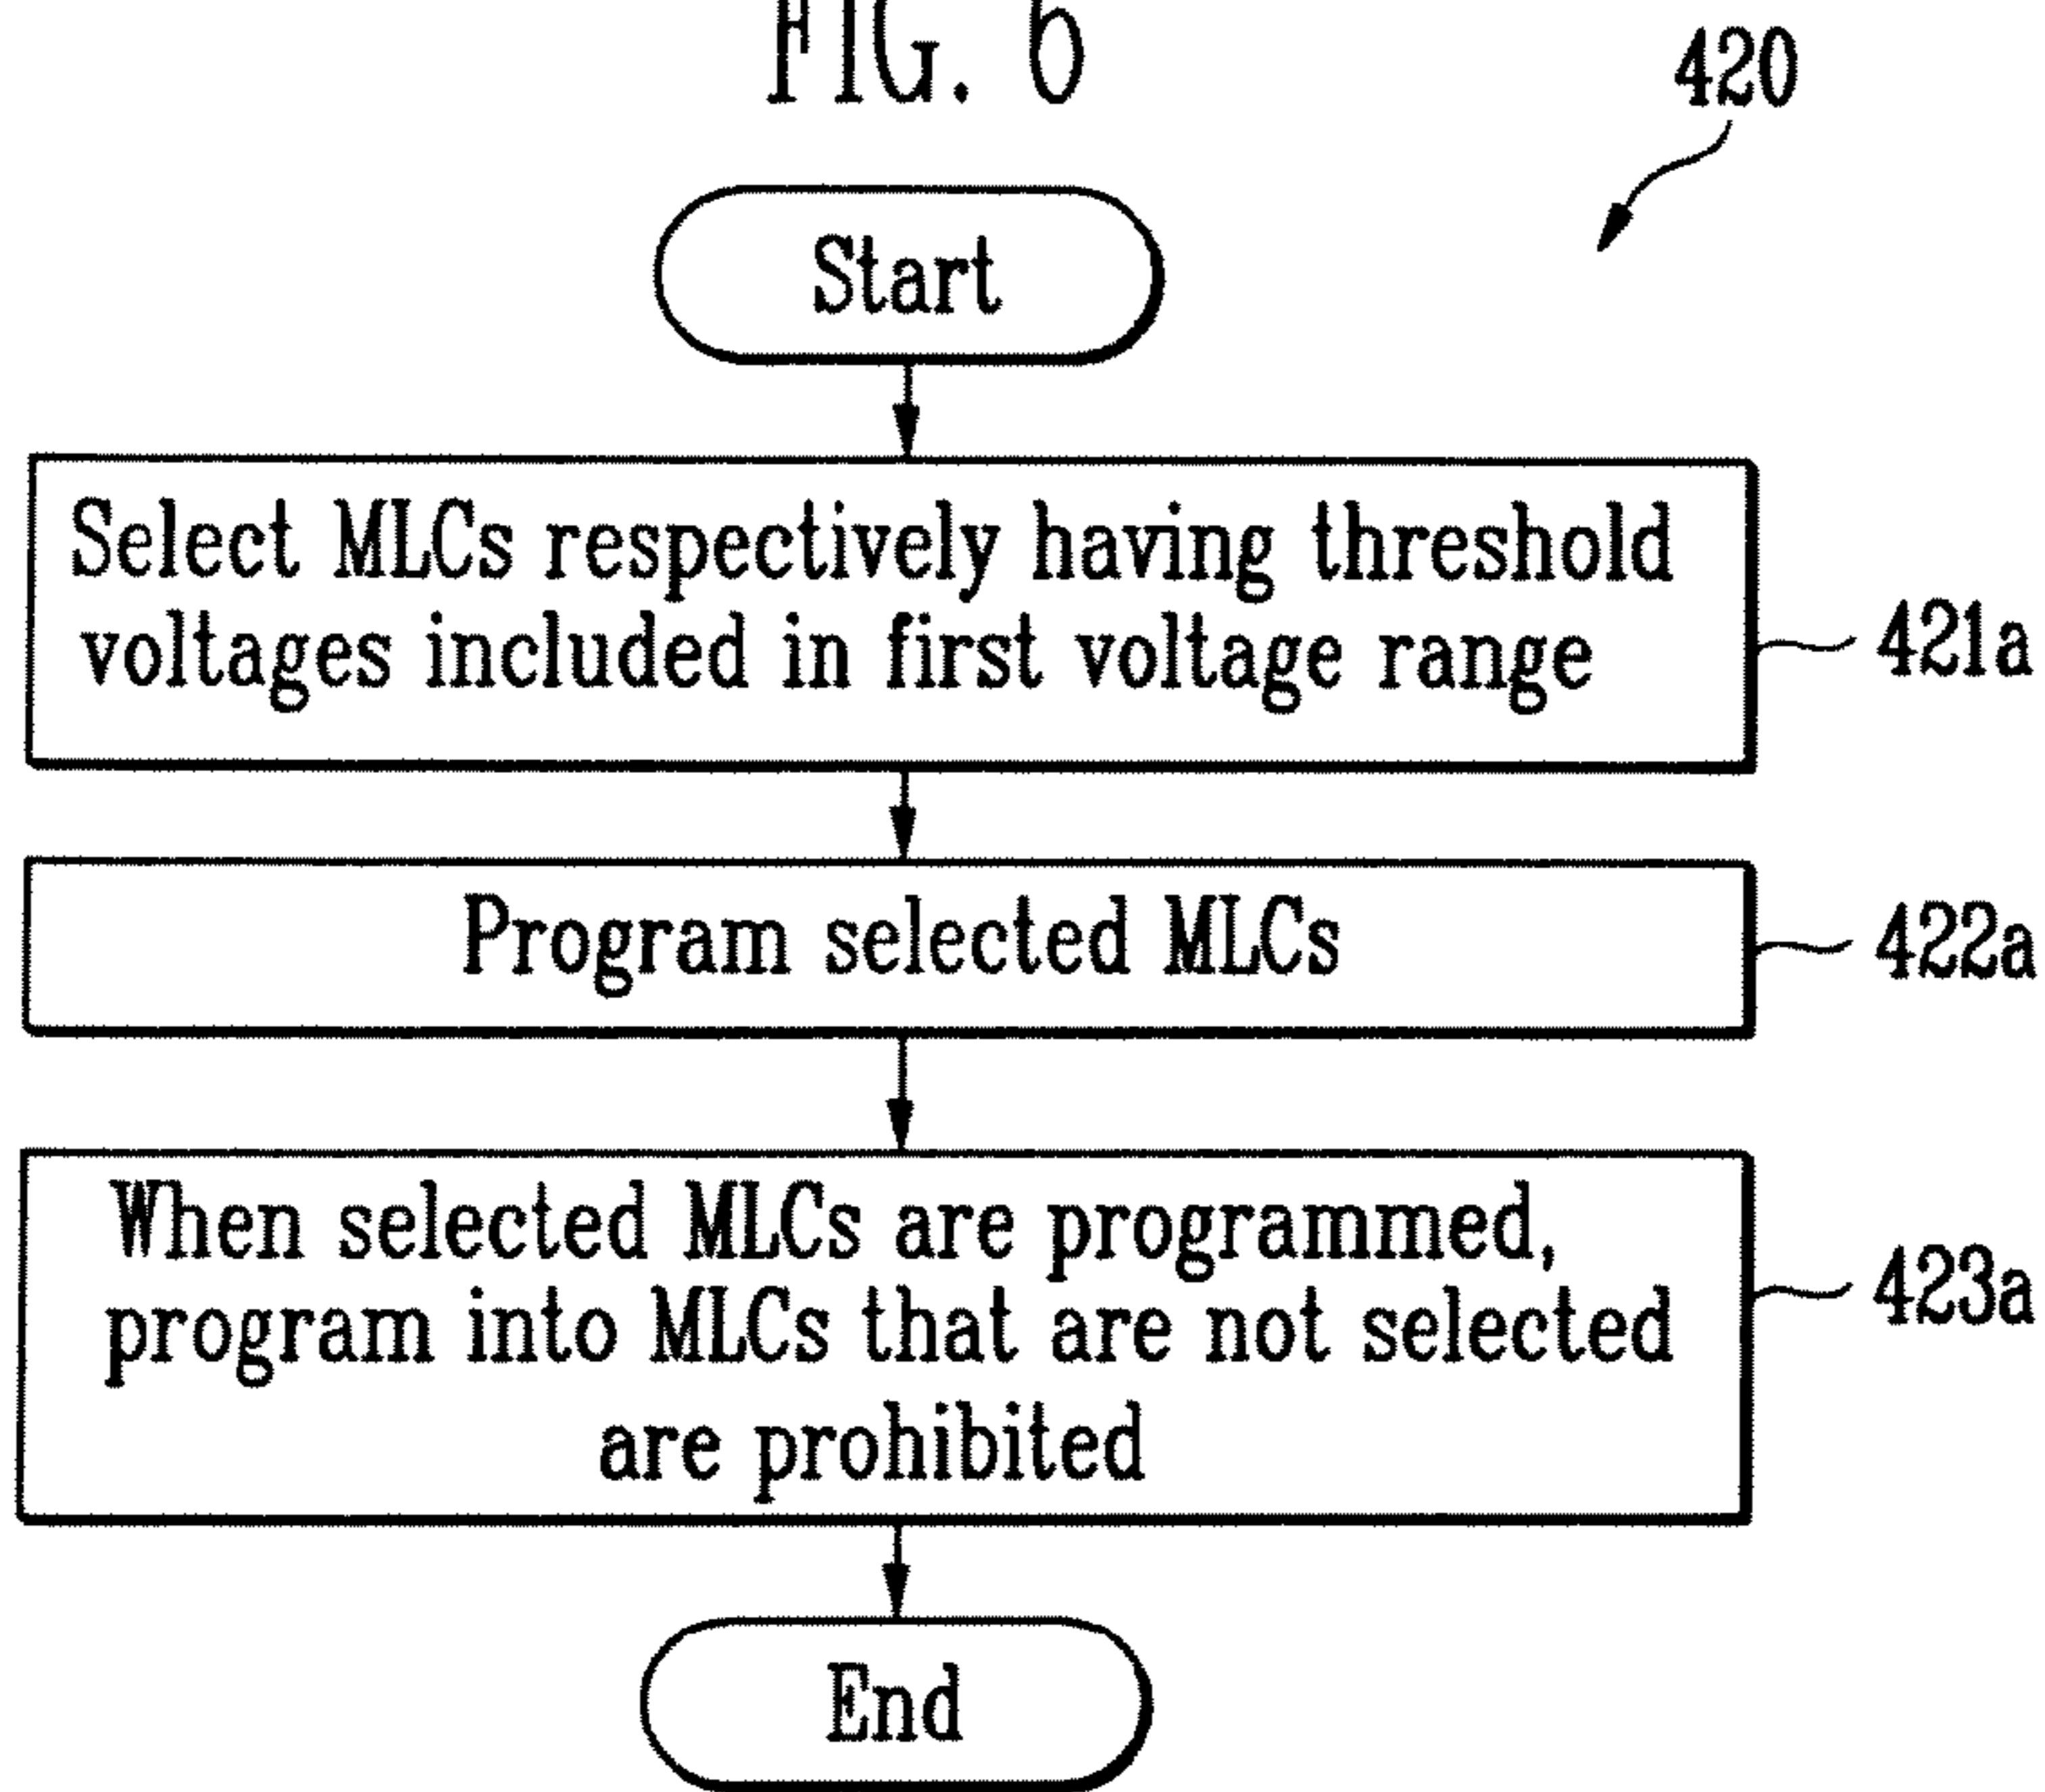 FIG. 6
420
Start
Select MLCs respectively having threshold
voltages included in first voltage range
421a
Program selected MLCs
422a
When selected MLCs are programmed,
program into MLCs that are not selected
are prohibited
423a
End